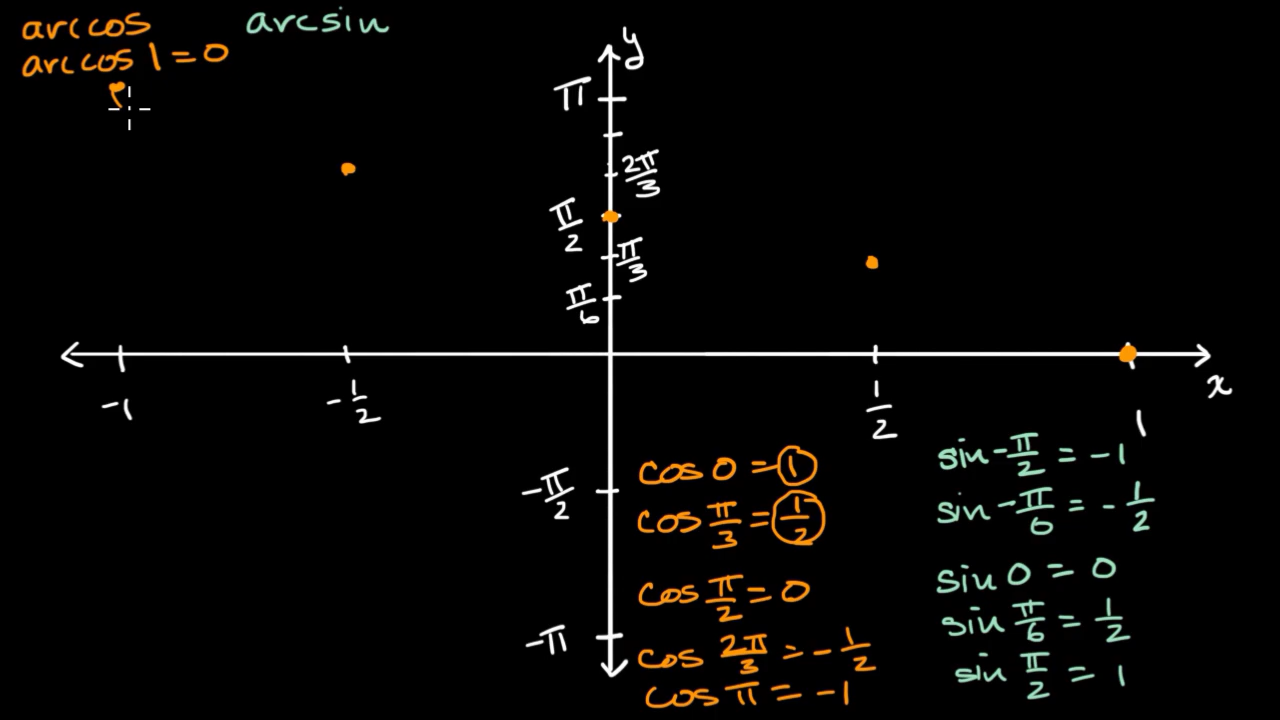 arccos arcsin
arccos 1 = 0
y
π
2π/3
π/2
π/3
π/6
-1 -1/2 1/2 1 x
-π/2
-π
cos 0 = 1
cos π/3 = 1/2
cos π/2 = 0
cos 2π/3 = -1/2
cos π = -1
sin -π/2 = -1
sin -π/6 = -1/2
sin 0 = 0
sin π/6 = 1/2
sin π/2 = 1